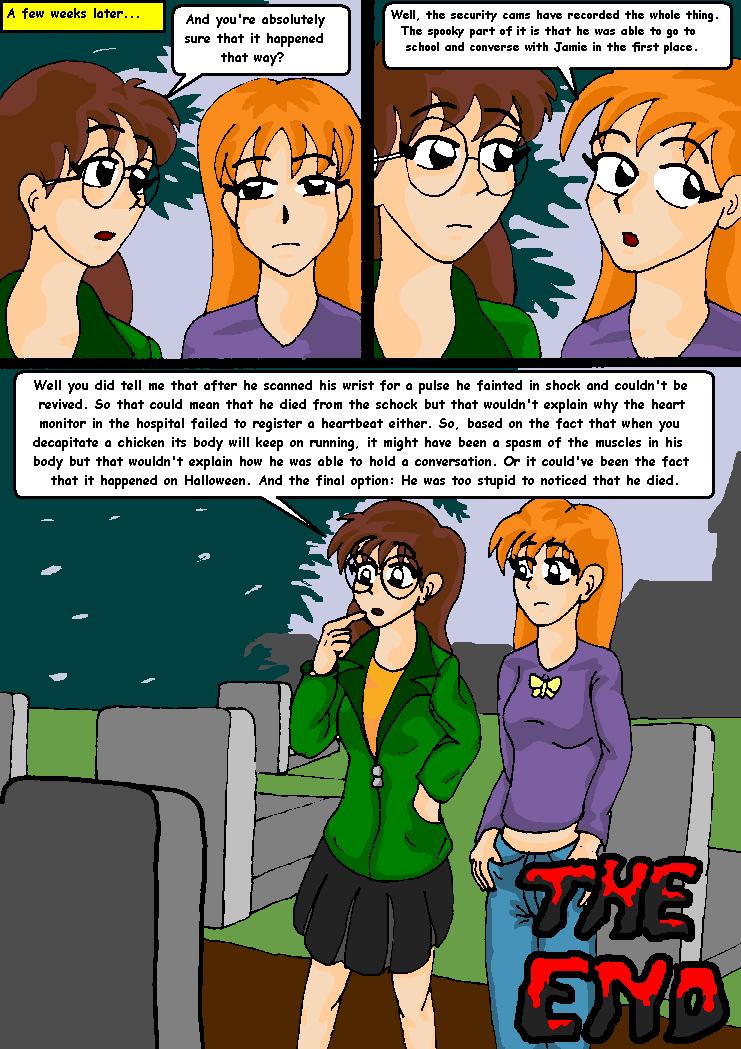 A few weeks later...
And you're absolutely
sure that it happened
that way?
Well, the security cams have recorded the whole thing.
The spooky part of it is that he was able to go to
school and converse with Jamie in the first place.
Well you did tell me that after he scanned his wrist for a pulse he fainted in shock and couldn't be
revived. So that could mean that he died from the schock but that wouldn't explain why the heart
monitor in the hospital failed to register a heartbeat either. So, based on the fact that when you
decapitate a chicken its body will keep on running, it might have been a spasm of the muscles in his
body but that wouldn't explain how he was able to hold a conversation. Or it could've been the fact
that it happened on Halloween. And the final option: He was too stupid to noticed that he died.
THE
END